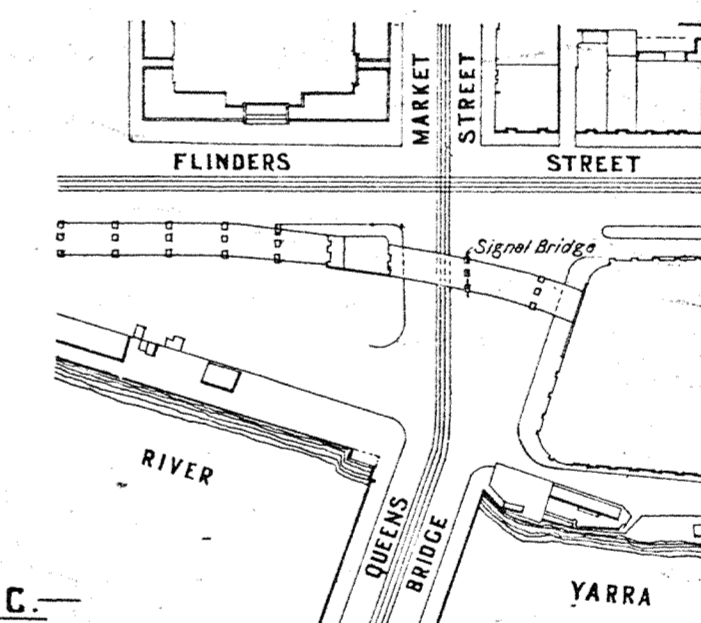 MARKET STREET
FLINDERS STREET
Signal Bridge
RIVER
QUEENS BRIDGE
YARRA
C.